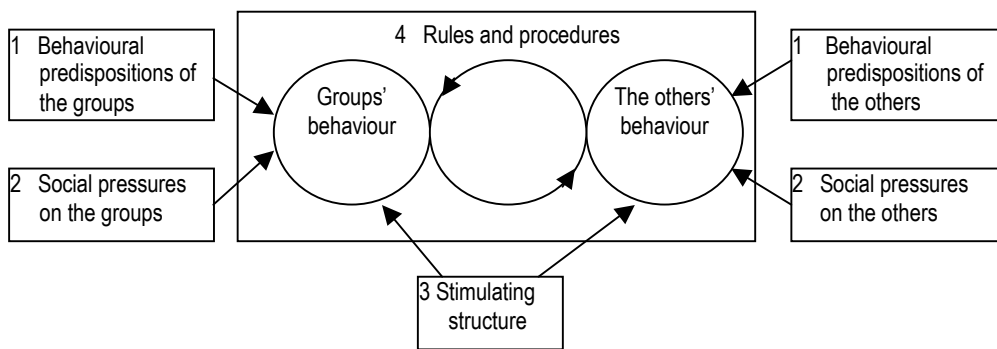 4 Rules and procedures
1 Behavioural
predispositions of
the groups
Groups’
behaviour
The others’
behaviour
1 Behavioural
predispositions of
the others
2 Social pressures
on the groups
2 Social pressures
on the others
3 Stimulating
structure